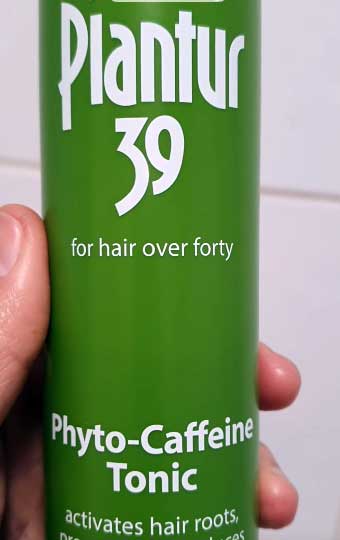 Plantur
39
for hair over forty
Phyto-Caffeine
Tonic
activates hair roots,